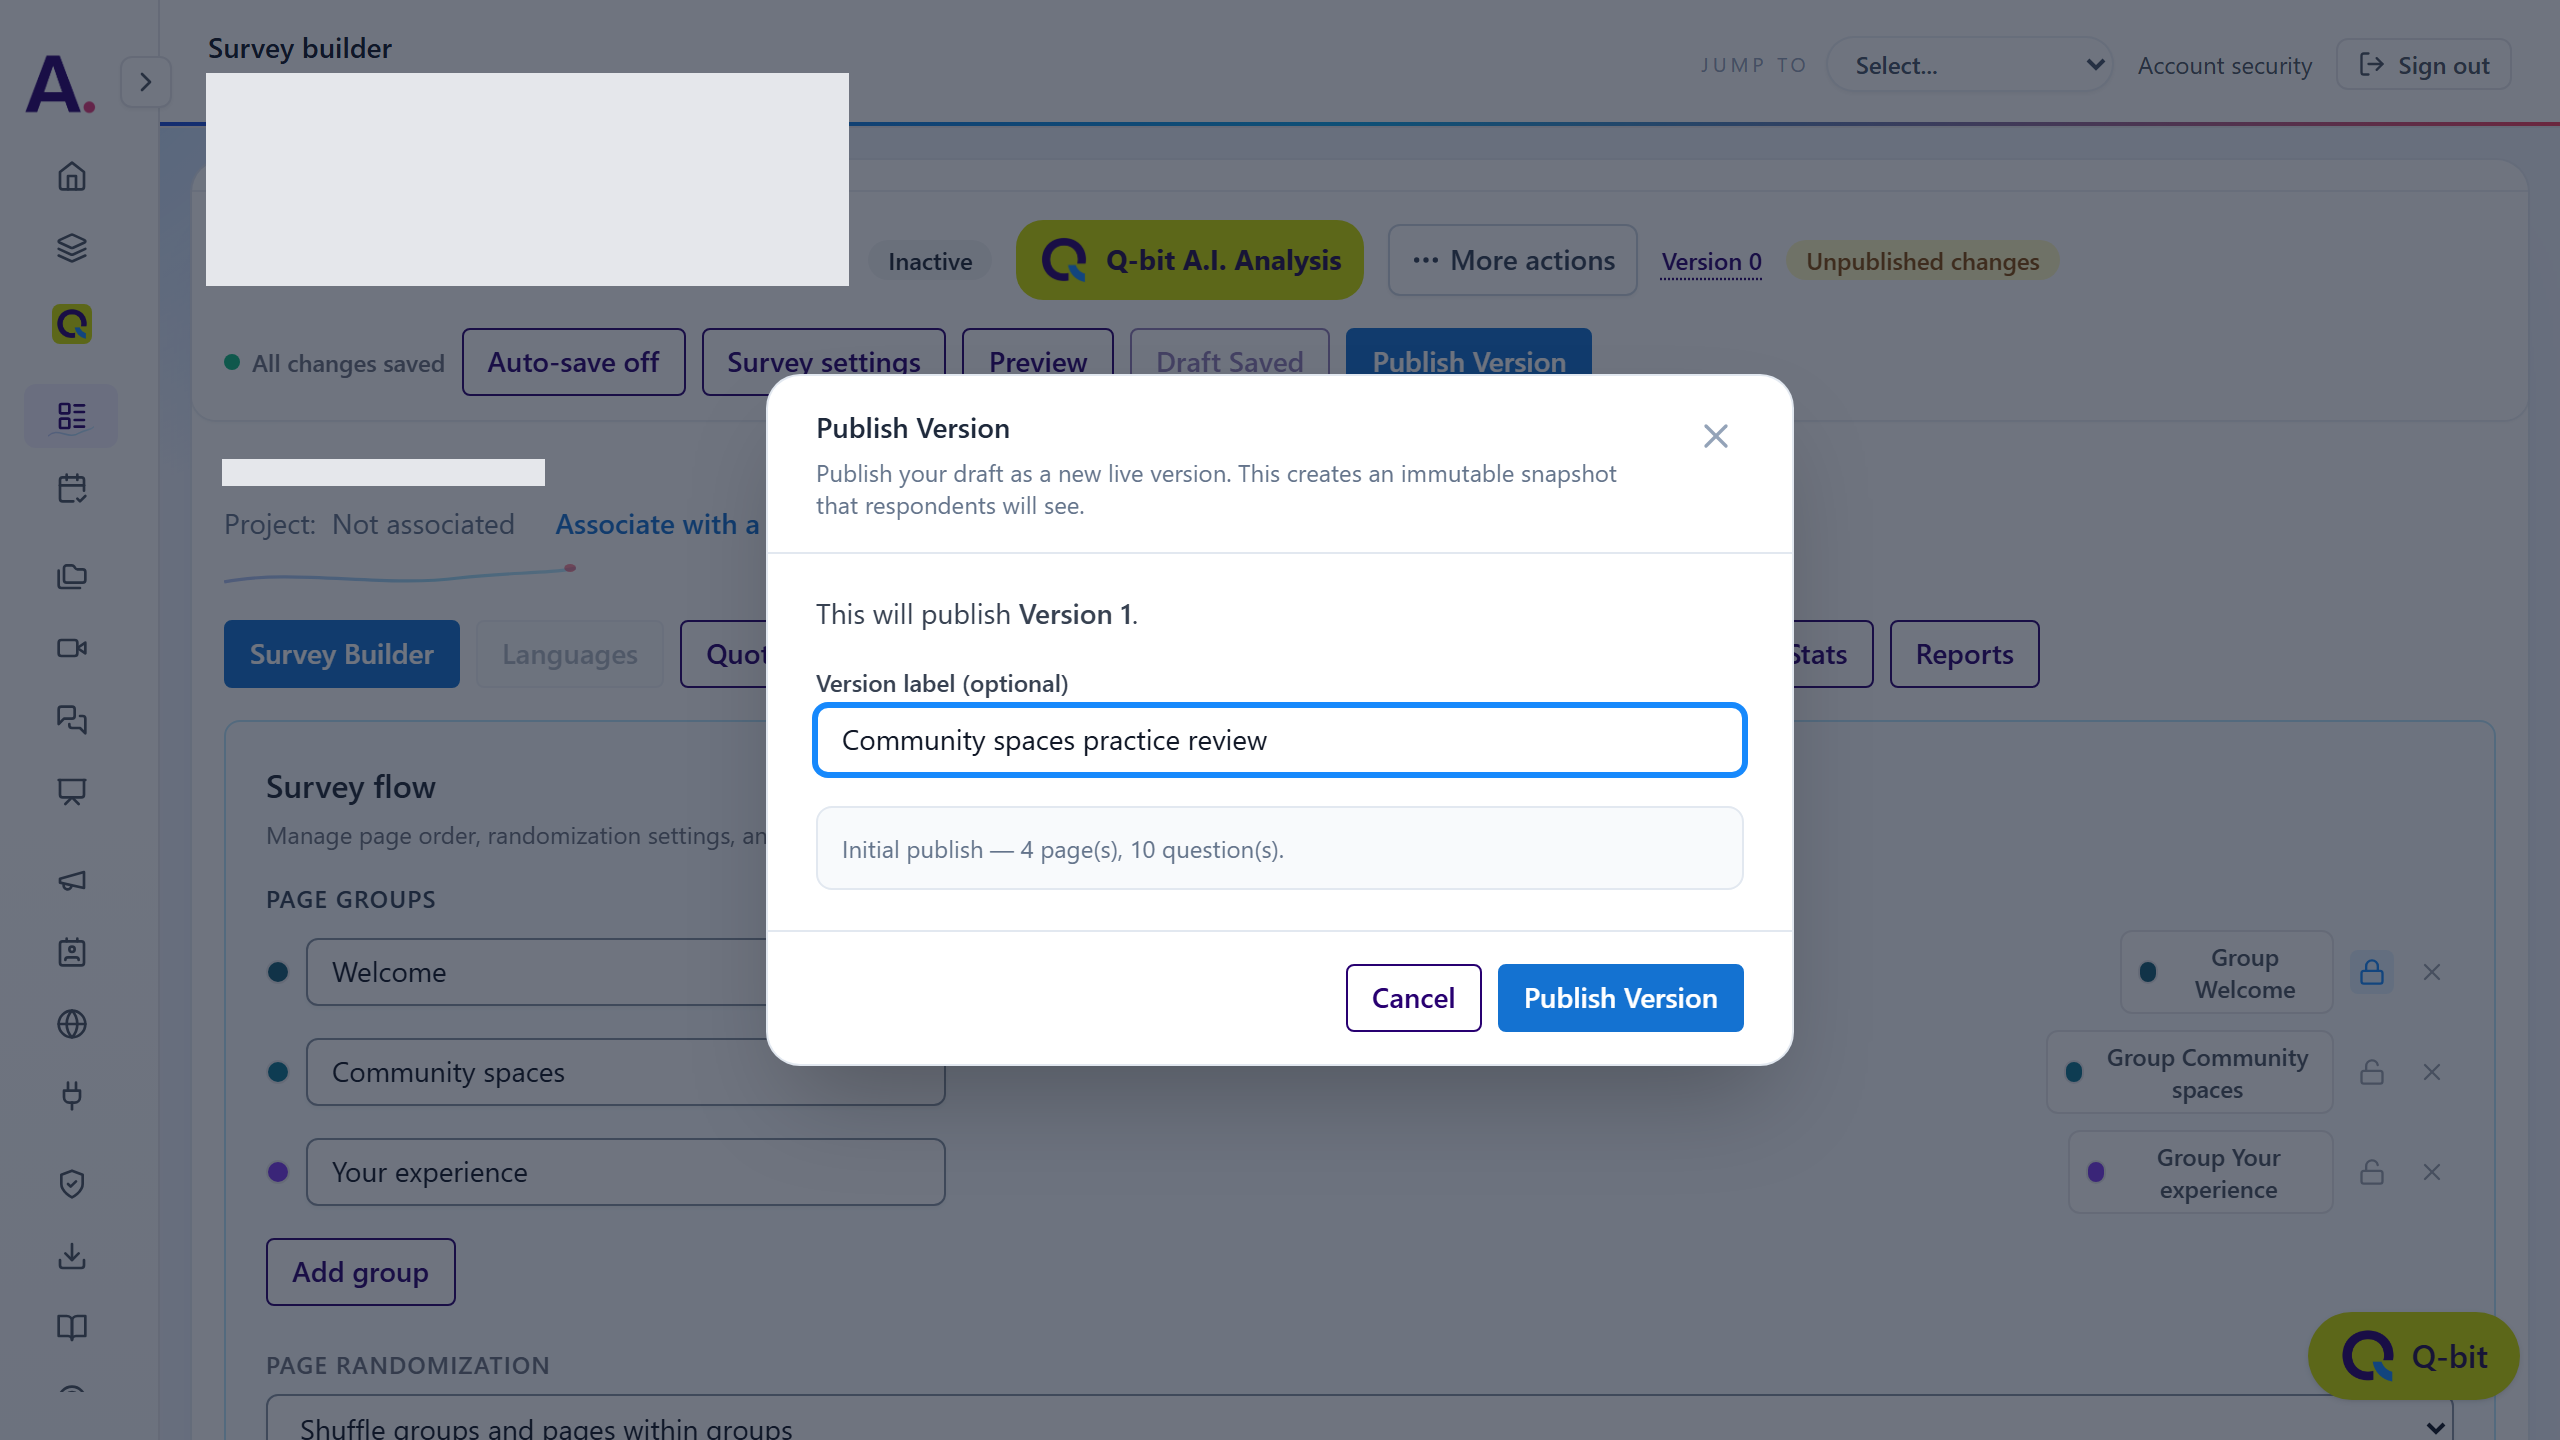 Survey builder
JUMP TO
Select...
Account security
Sign out
A.
Inactive
Q-bit A.I. Analysis
More actions
Version 0
Unpublished changes
All changes saved
Auto-save off
Survey settings
Preview
Draft Saved
Publish Version
Publish Version
Publish your draft as a new live version. This creates an immutable snapshot
that respondents will see.
Project: Not associated
Associate with a
This will publish Version 1.
Survey Builder
Languages
Quot
Stats
Reports
Version label (optional)
Community spaces practice review
Survey flow
Manage page order, randomization settings, an
Initial publish — 4 page(s), 10 question(s).
PAGE GROUPS
Cancel
Publish Version
Welcome
Group
Welcome
Community spaces
Group Community
spaces
Your experience
Group Your
experience
Add group
PAGE RANDOMIZATION
Q-bit
Shuffle groups and pages within groups